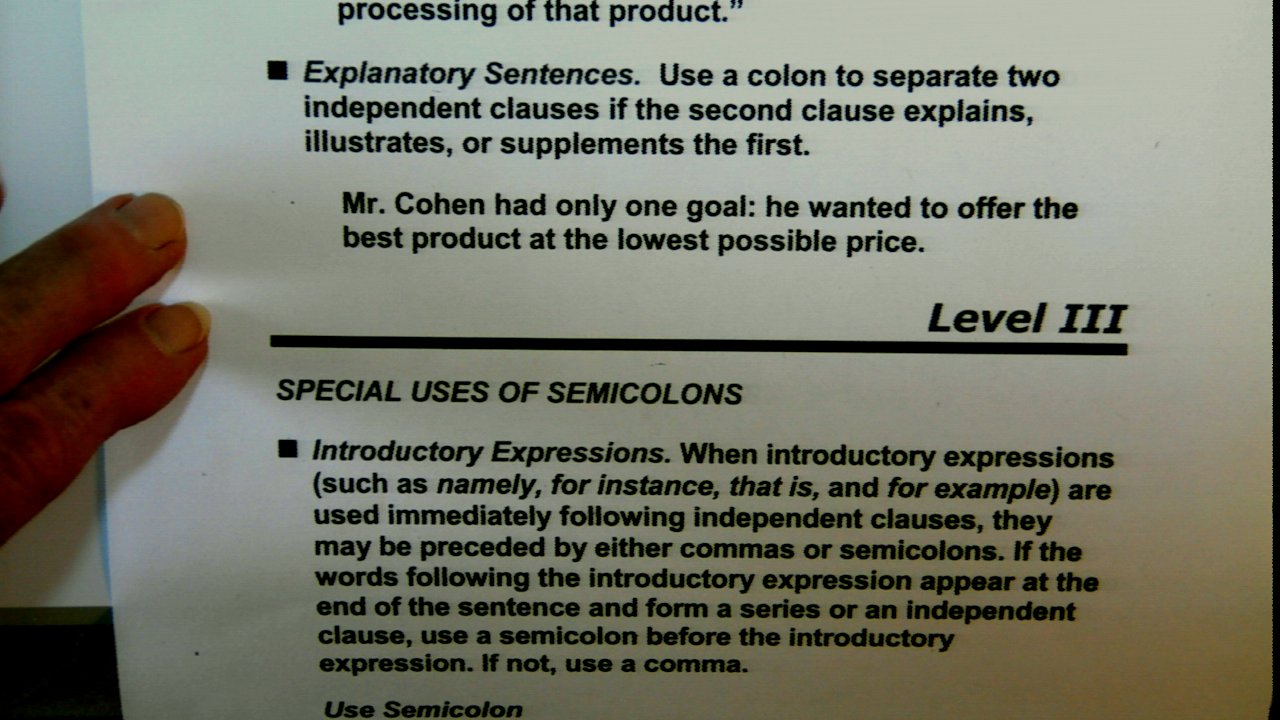 processing of that product.”
■ Explanatory Sentences. Use a colon to separate two
independent clauses if the second clause explains,
illustrates, or supplements the first.
Mr. Cohen had only one goal: he wanted to offer the
best product at the lowest possible price.
Level III
SPECIAL USES OF SEMICOLONS
■ Introductory Expressions. When introductory expressions
(such as namely, for instance, that is, and for example) are
used immediately following independent clauses, they
may be preceded by either commas or semicolons. If the
words following the introductory expression appear at the
end of the sentence and form a series or an independent
clause, use a semicolon before the introductory
expression. If not, use a comma.
Use Semicolon